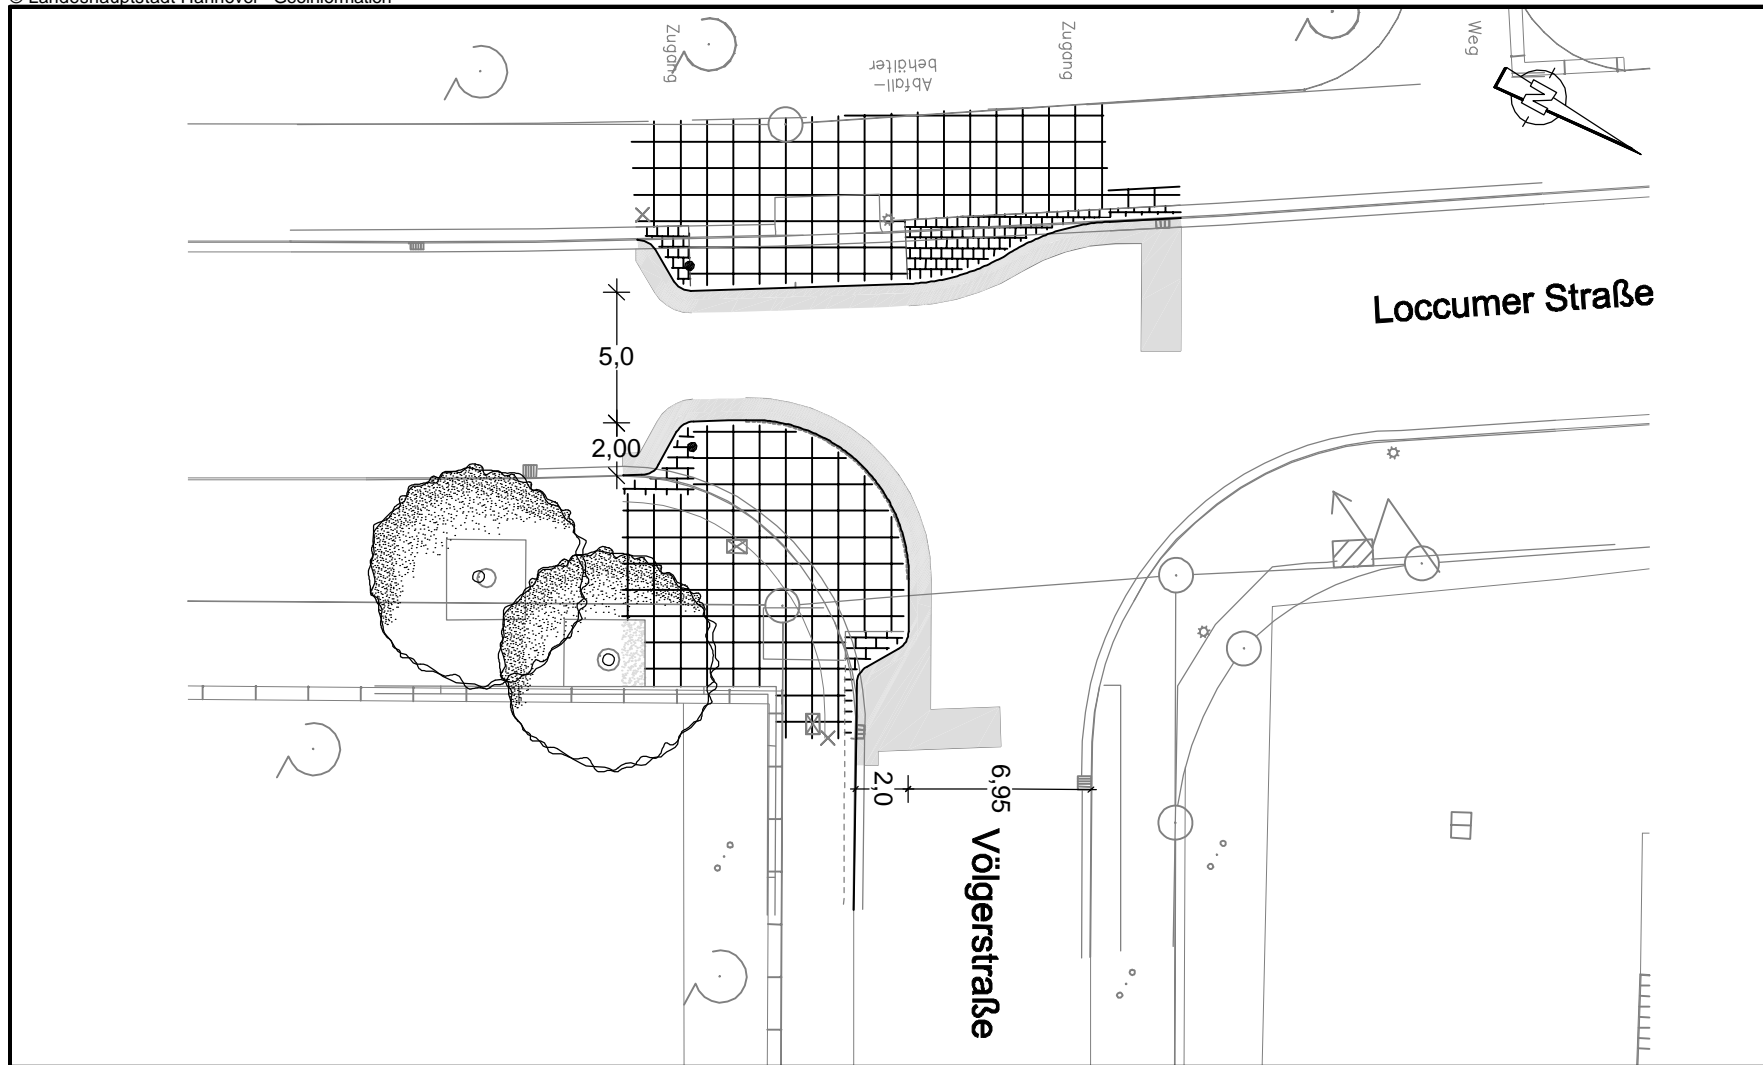 © Landeshauptstadt Hannover - Geoinformation
Zugang
Abfall-
behälter
Zugang
Weg
N
Loccumer Straße
5,0
2,00
2,0
6,95
Völgerstraße